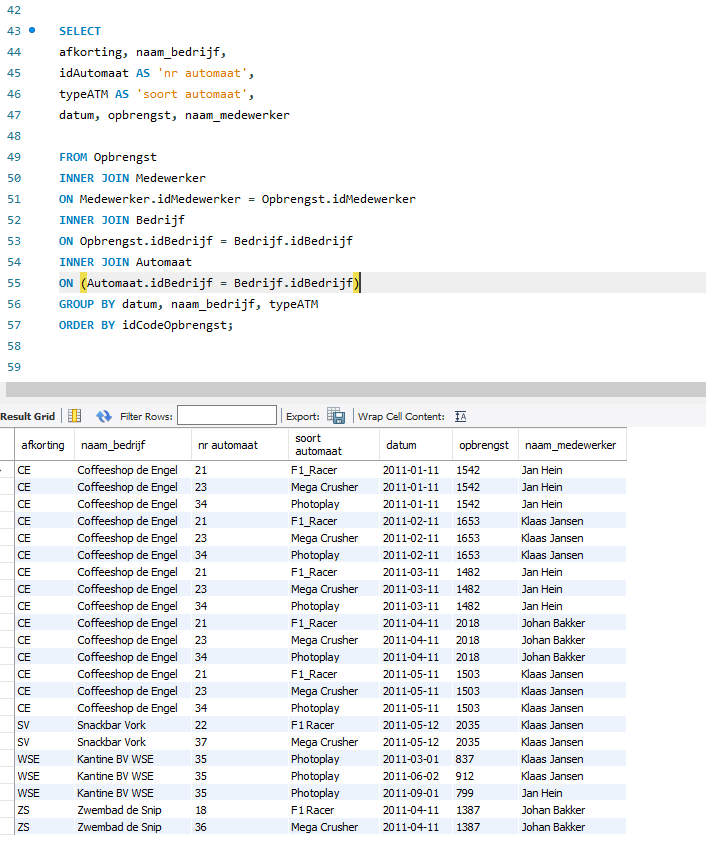 42
43 SELECT
44 afkorting, naam_bedrijf,
45 idAutomaat AS 'nr automaat',
46 typeATM AS 'soort automaat',
47 datum, opbrengst, naam_medewerker
48
49 FROM Opbrengst
50 INNER JOIN Medewerker
51 ON Medewerker.idMedewerker = Opbrengst.idMedewerker
52 INNER JOIN Bedrijf
53 ON Opbrengst.idBedrijf = Bedrijf.idBedrijf
54 INNER JOIN Automaat
55 ON (Automaat.idBedrijf = Bedrijf.idBedrijf)
56 GROUP BY datum, naam_bedrijf, typeATM
57 ORDER BY idCodeOpbrengst;
58
59
Result Grid Filter Rows: Export: Wrap Cell Content: IA
afkorting naam_bedrijf nr automaat soort automaat datum opbrengst naam_medewerker
CE Coffeeshop de Engel 21 F1_Racer 2011-01-11 1542 Jan Hein
CE Coffeeshop de Engel 23 Mega Crusher 2011-01-11 1542 Jan Hein
CE Coffeeshop de Engel 34 Photoplay 2011-01-11 1542 Jan Hein
CE Coffeeshop de Engel 21 F1_Racer 2011-02-11 1653 Klaas Jansen
CE Coffeeshop de Engel 23 Mega Crusher 2011-02-11 1653 Klaas Jansen
CE Coffeeshop de Engel 34 Photoplay 2011-02-11 1653 Klaas Jansen
CE Coffeeshop de Engel 21 F1_Racer 2011-03-11 1482 Jan Hein
CE Coffeeshop de Engel 23 Mega Crusher 2011-03-11 1482 Jan Hein
CE Coffeeshop de Engel 34 Photoplay 2011-03-11 1482 Jan Hein
CE Coffeeshop de Engel 21 F1_Racer 2011-04-11 2018 Johan Bakker
CE Coffeeshop de Engel 23 Mega Crusher 2011-04-11 2018 Johan Bakker
CE Coffeeshop de Engel 34 Photoplay 2011-04-11 2018 Johan Bakker
CE Coffeeshop de Engel 21 F1_Racer 2011-05-11 1503 Klaas Jansen
CE Coffeeshop de Engel 23 Mega Crusher 2011-05-11 1503 Klaas Jansen
CE Coffeeshop de Engel 34 Photoplay 2011-05-11 1503 Klaas Jansen
SV Snackbar Vork 22 F1 Racer 2011-05-12 2035 Klaas Jansen
SV Snackbar Vork 37 Mega Crusher 2011-05-12 2035 Klaas Jansen
WSE Kantine BV WSE 35 Photoplay 2011-03-01 837 Klaas Jansen
WSE Kantine BV WSE 35 Photoplay 2011-06-02 912 Klaas Jansen
WSE Kantine BV WSE 35 Photoplay 2011-09-01 799 Jan Hein
ZS Zwembad de Snip 18 F1 Racer 2011-04-11 1387 Johan Bakker
ZS Zwembad de Snip 36 Mega Crusher 2011-04-11 1387 Johan Bakker